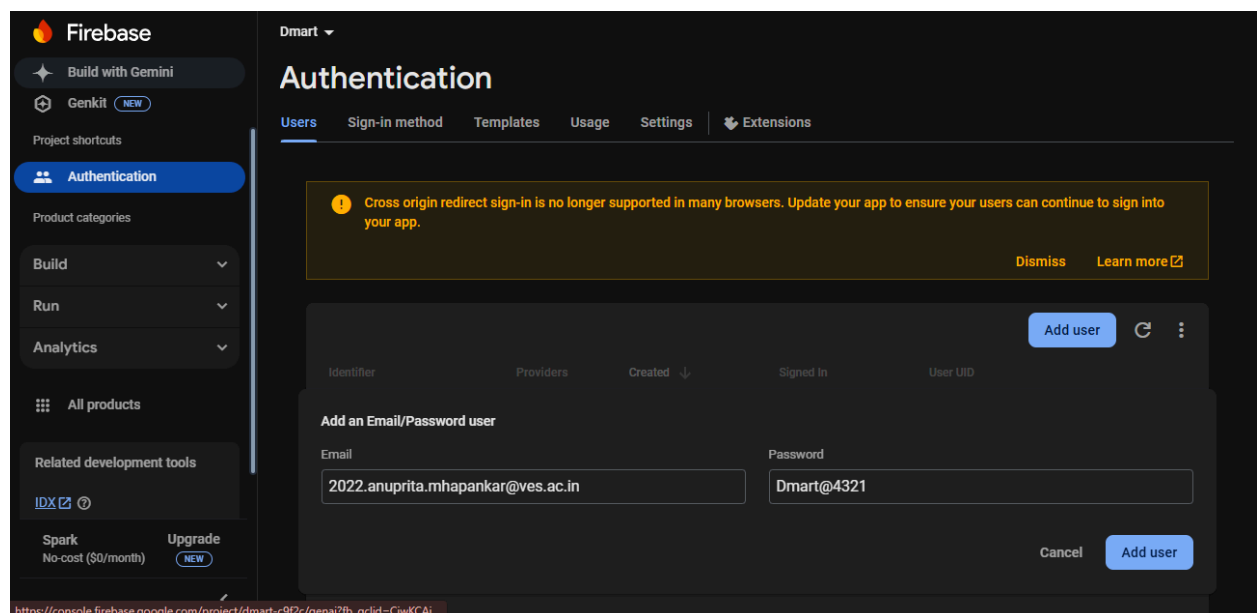 Firebase
Build with Gemini
Genkit NEW
Project shortcuts
Authentication
Product categories
Build
Run
Analytics
All products
Related development tools
IDX
Spark
No-cost ($0/month)
Upgrade
NEW
Dmart
Authentication
Users Sign-in method Templates Usage Settings Extensions
Cross origin redirect sign-in is no longer supported in many browsers. Update your app to ensure your users can continue to sign into
your app.
Dismiss Learn more
Add user
Identifier Providers Created Signed In User UID
Add an Email/Password user
Email Password
2022.anuprita.mhapankar@ves.ac.in Dmart@4321
Cancel Add user